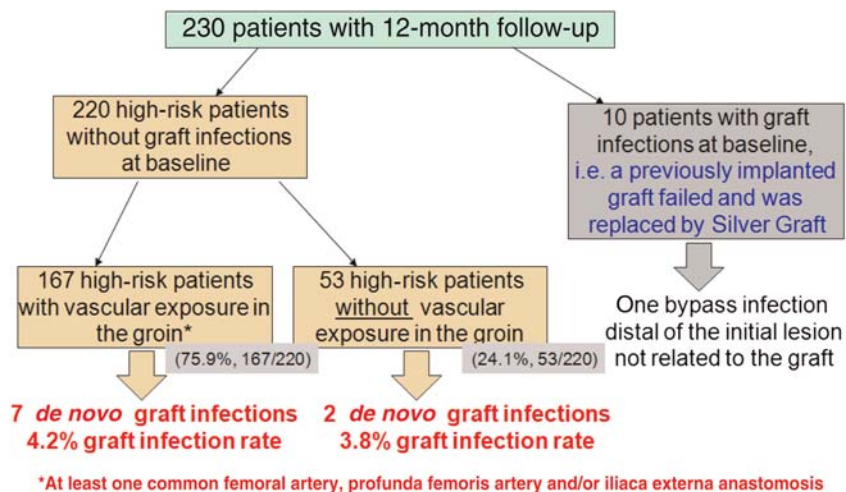 230 patients with 12-month follow-up
220 high-risk patients
without graft infections
at baseline
10 patients with graft
infections at baseline,
i.e. a previously implanted
graft failed and was
replaced by Silver Graft
167 high-risk patients
with vascular exposure in
the groin*
(75.9%, 167/220)
53 high-risk patients
without vascular
exposure in the groin
(24.1%, 53/220)
One bypass infection
distal of the initial lesion
not related to the graft
7 de novo graft infections
4.2% graft infection rate
2 de novo graft infections
3.8% graft infection rate
*At least one common femoral artery, profunda femoris artery and/or iliaca externa anastomosis